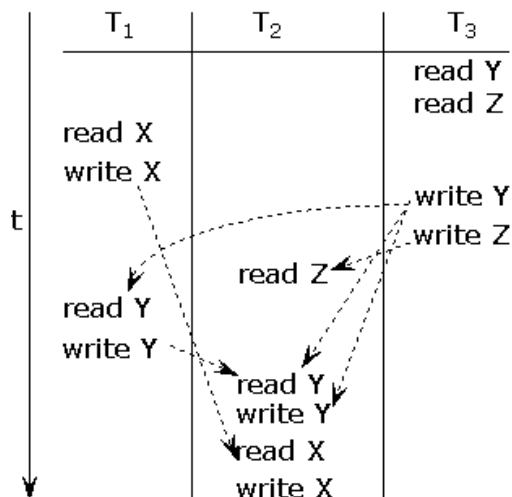 T1 T2 T3
read Y
read Z
read X
write X
write Y
t
write Z
read Z
read Y
write Y
read Y
write Y
read X
write X